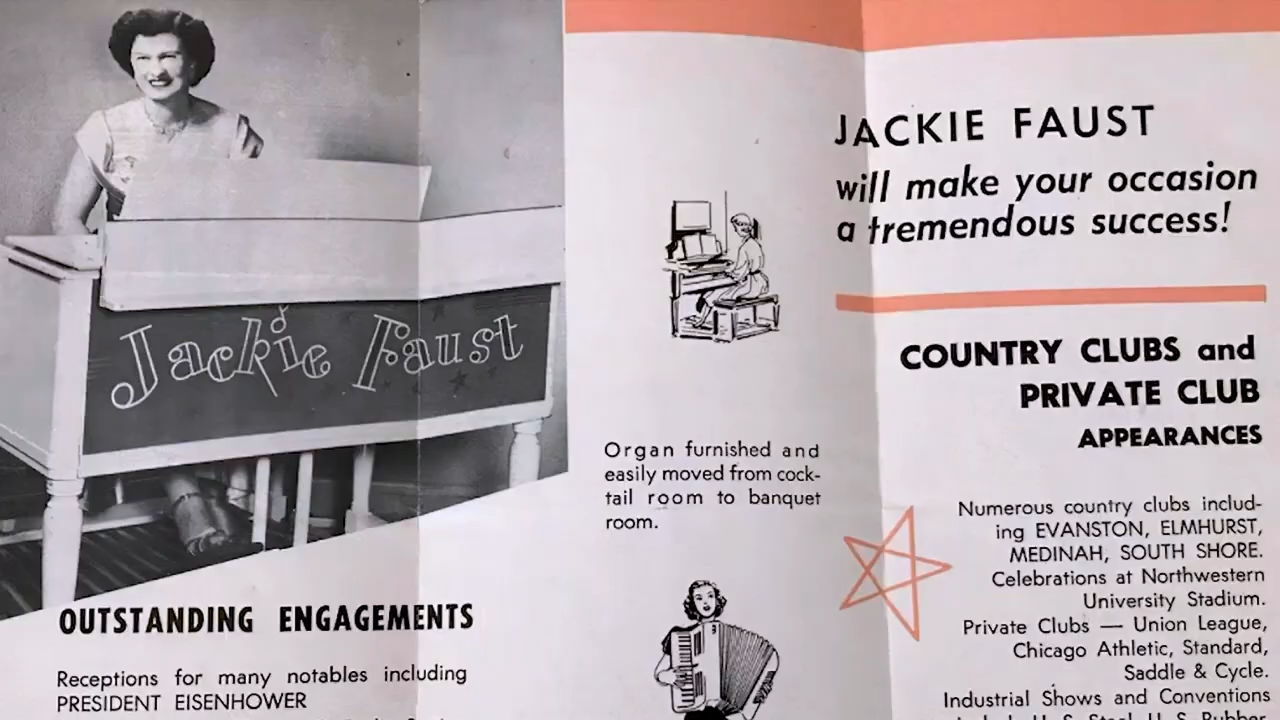 Jackie Faust
OUTSTANDING ENGAGEMENTS
Receptions for many notables including
PRESIDENT EISENHOWER
Organ furnished and
easily moved from cock-
tail room to banquet
room.
JACKIE FAUST
will make your occasion
a tremendous success!
COUNTRY CLUBS and
PRIVATE CLUB
APPEARANCES
Numerous country clubs includ-
ing EVANSTON, ELMHURST,
MEDINAH, SOUTH SHORE.
Celebrations at Northwestern
University Stadium.
Private Clubs — Union League,
Chicago Athletic, Standard,
Saddle & Cycle.
Industrial Shows and Conventions
U. S. Steel, U. S. Rubber